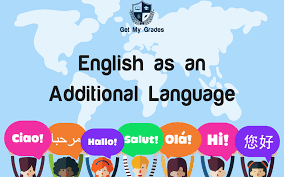 Get My Grades
English as an
Additional Language
Ciao!
مرحباً
Hallo!
Salut!
Olá!
Hi!
您好